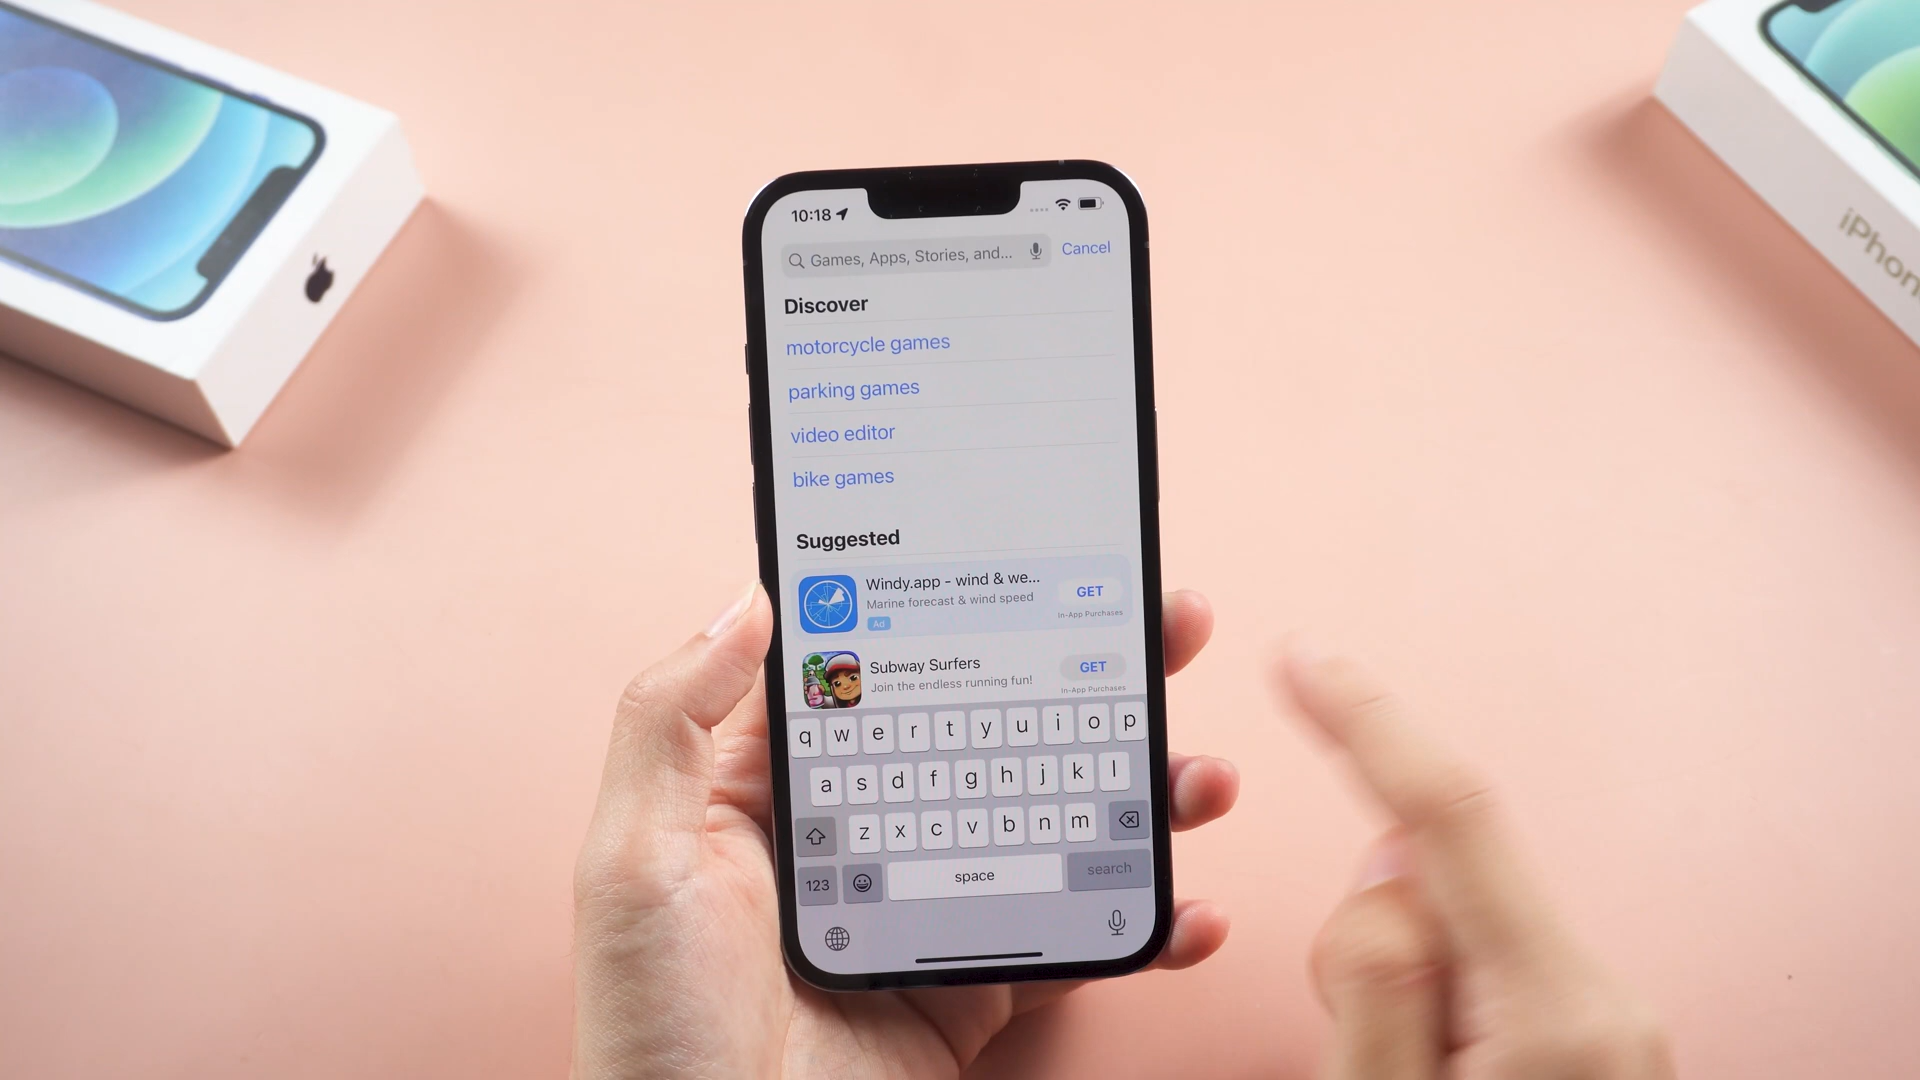 10:18
Games, Apps, Stories, and...
Cancel
Discover
motorcycle games
parking games
video editor
bike games
Suggested
Windy.app - wind & we...
Marine forecast & wind speed
Ad
GET
In-App Purchases
Subway Surfers
Join the endless running fun!
GET
In-App Purchases
q w e r t y u i o p
a s d f g h j k l
z x c v b n m
123
space
search
iPhon